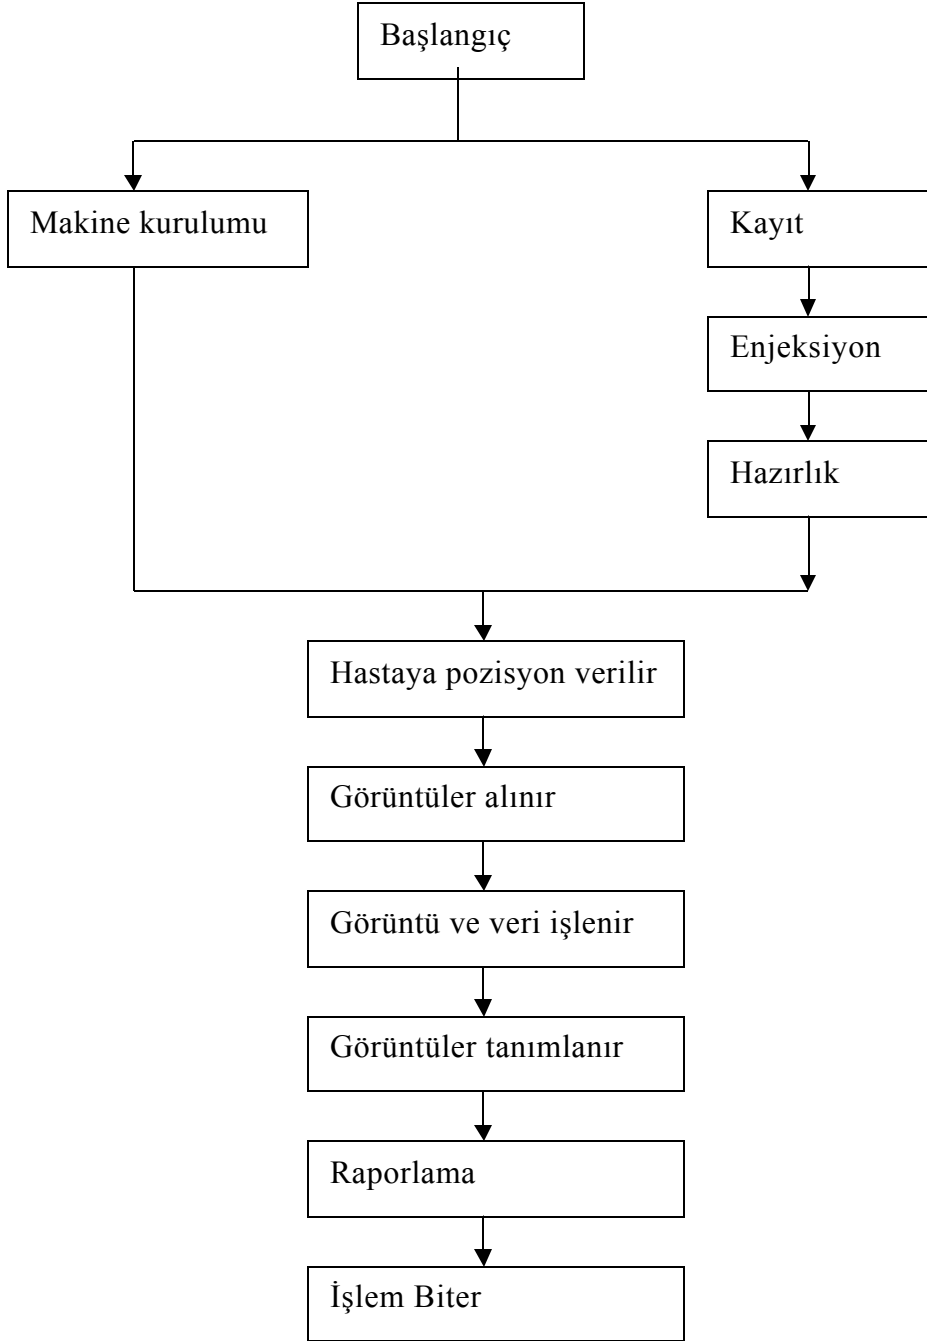 Başlangıç
Makine kurulumu
Kayıt
Enjeksiyon
Hazırlık
Hastaya pozisyon verilir
Görüntüler alınır
Görüntü ve veri işlenir
Görüntüler tanımlanır
Raporlama
İşlem Biter